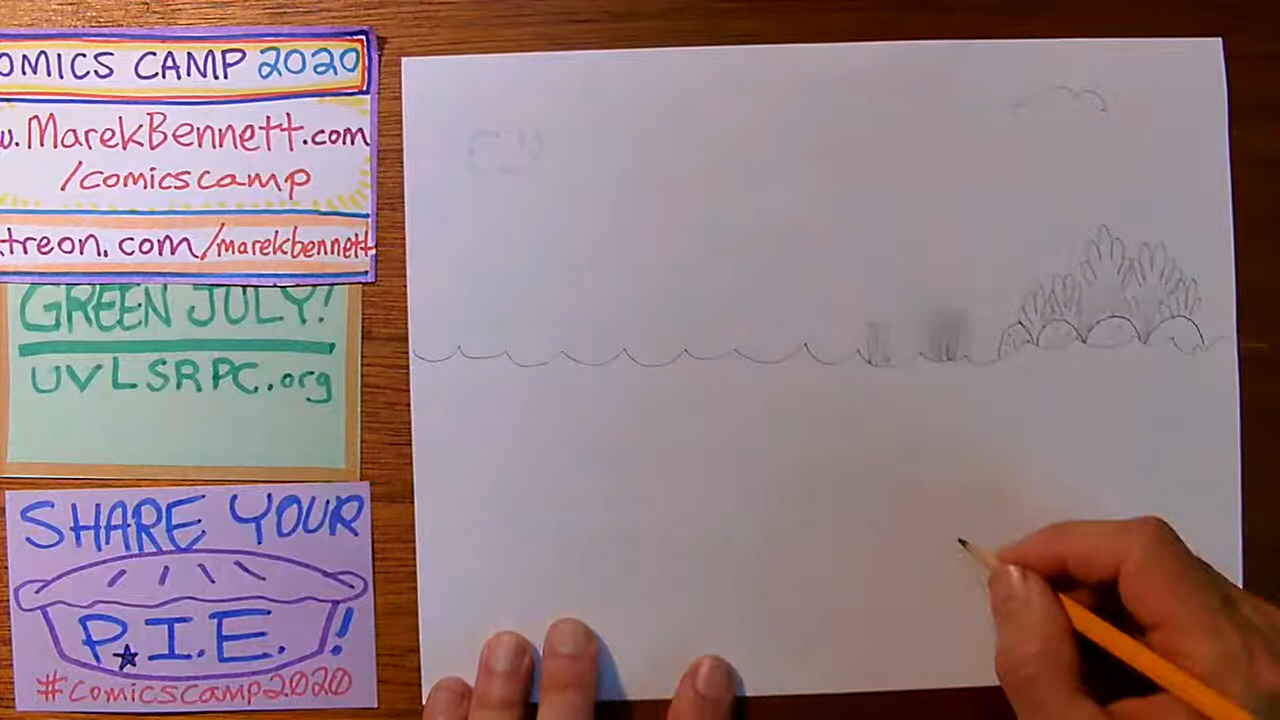 OMICS CAMP 2020
w.MarekBennett.com
/comicscamp
treon.com/marekbennett
GREEN JULY!
UVLSRPC.org
SHARE YOUR
P.I.E.!
#comicscamp2020